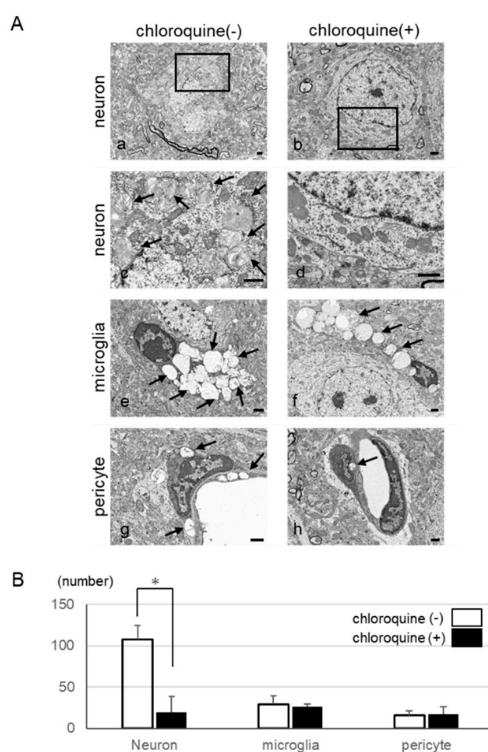 A
chloroquine(-) chloroquine(+)
neuron
a b
neuron
c d
microglia
e f
pericyte
g h
B
(number)
150
100
50
0
*
chloroquine (-)
chloroquine (+)
Neuron microglia pericyte